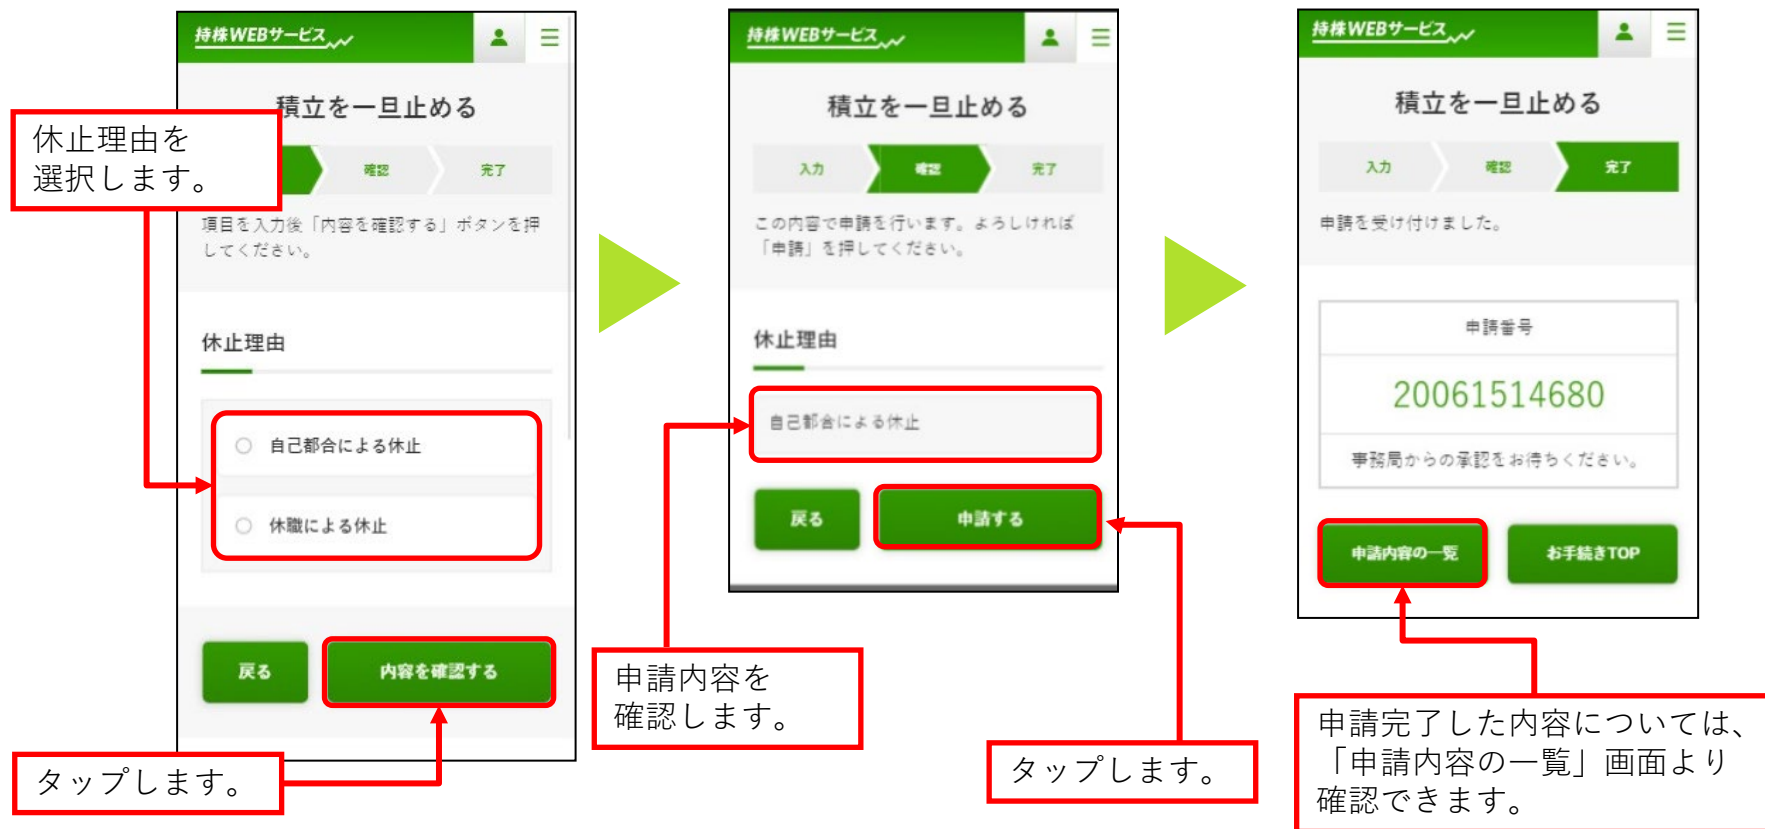 持株WEBサービス
積立を一旦止める
休止理由を
選択します。
確認
完了
項目を入力後「内容を確認する」ボタンを押
してください。
休止理由
自己都合による休止
休職による休止
戻る
内容を確認する
タップします。
持株WEBサービス
積立を一旦止める
入力
確認
完了
この内容で申請を行います。よろしければ
「申請」を押してください。
休止理由
自己都合による休止
戻る
申請する
申請内容を
確認します。
タップします。
持株WEBサービス
積立を一旦止める
入力
確認
完了
申請を受け付けました。
申請番号
20061514680
事務局からの承認をお待ちください。
申請内容の一覧
お手続きTOP
申請完了した内容については、
「申請内容の一覧」画面より
確認できます。